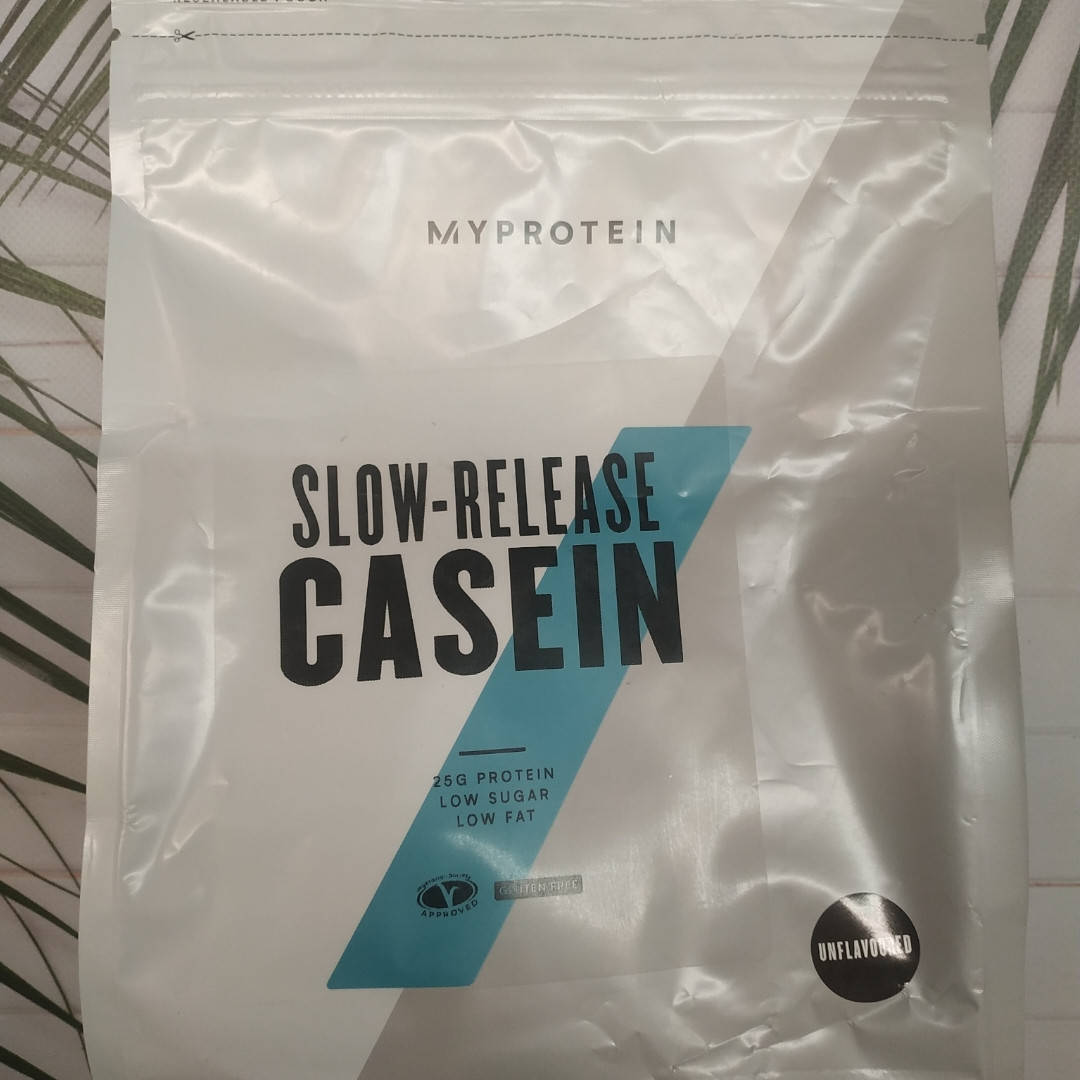 MYPROTEIN
SLOW-RELEASE
CASEIN
25G PROTEIN
LOW SUGAR
LOW FAT
APPROVED
GLUTEN FREE
UNFLAVOURED